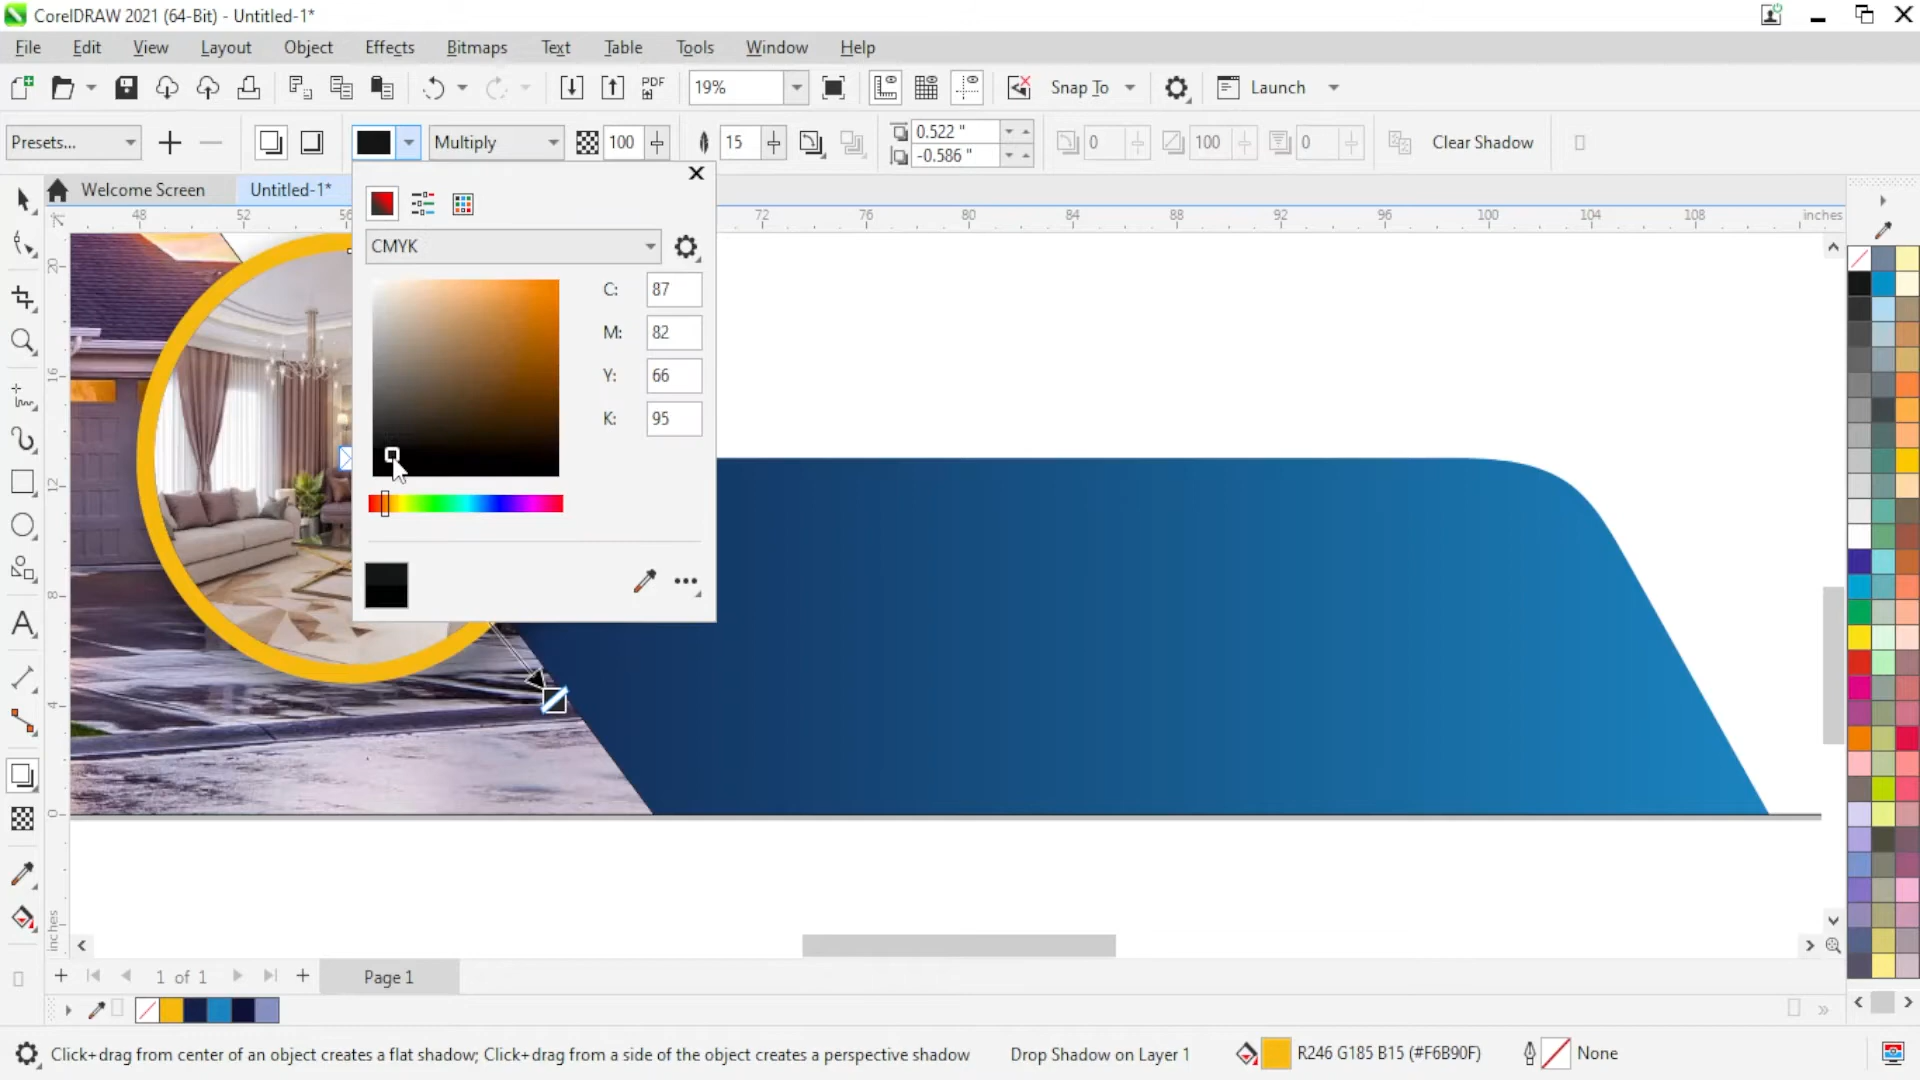 CorelDRAW 2021 (64-Bit) - Untitled-1*
File Edit View Layout Object Effects Bitmaps Text Table Tools Window Help
PDF 19% Snap To Launch
Presets... Multiply 100 15 0.522 " 0 100 0 Clear Shadow
-0.586 "
Welcome Screen Untitled-1*
48 52 56 72 76 80 84 88 92 96 100 104 108 inches
CMYK
C: 87
M: 82
Y: 66
K: 95
20
16
12
8
4
0
inches
1 of 1 Page 1
Click+drag from center of an object creates a flat shadow; Click+drag from a side of the object creates a perspective shadow Drop Shadow on Layer 1 R246 G185 B15 (#F6B90F) None